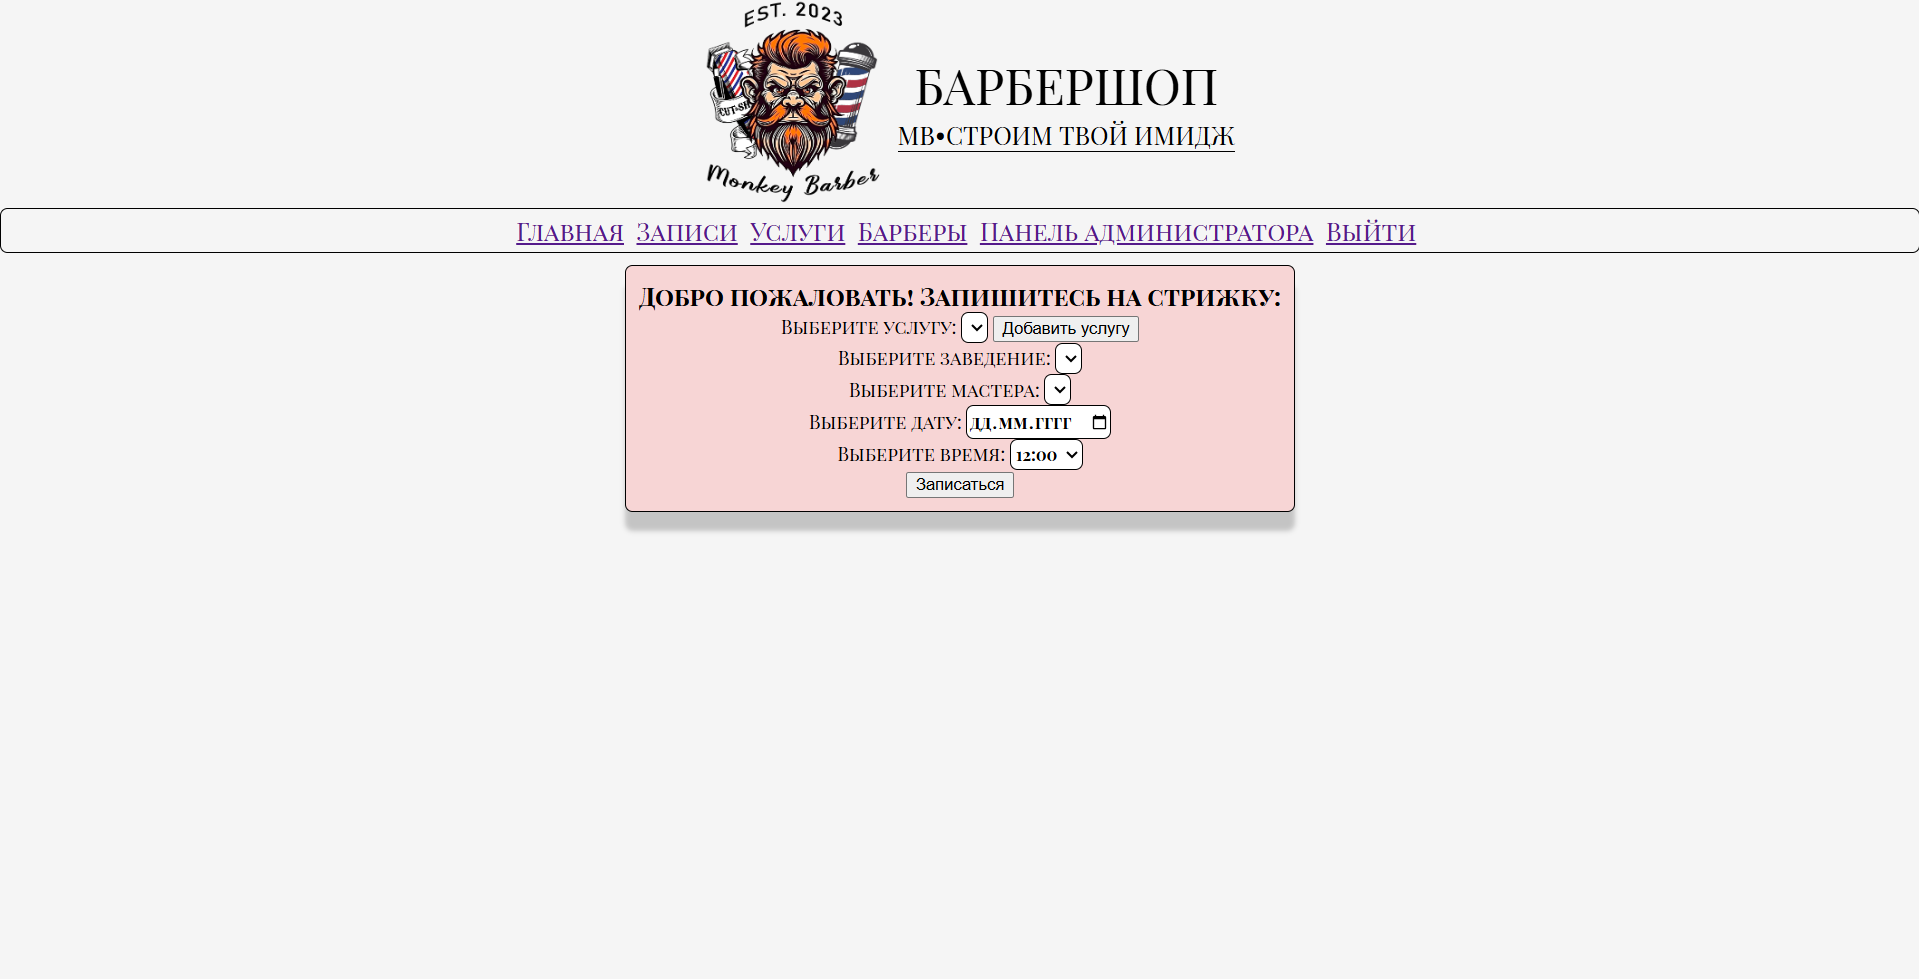 EST. 2023
CUT & SH
Monkey Barber
БАРБЕРШОП
МВ•СТРОИМ ТВОЙ ИМИДЖ
Главная Записи Услуги Барберы Панель администратора Выйти
Добро пожаловать! Запишитесь на стрижку:
Выберите услугу: Добавить услугу
Выберите заведение:
Выберите мастера:
Выберите дату: дд.мм.гггг
Выберите время: 12:00
Записаться